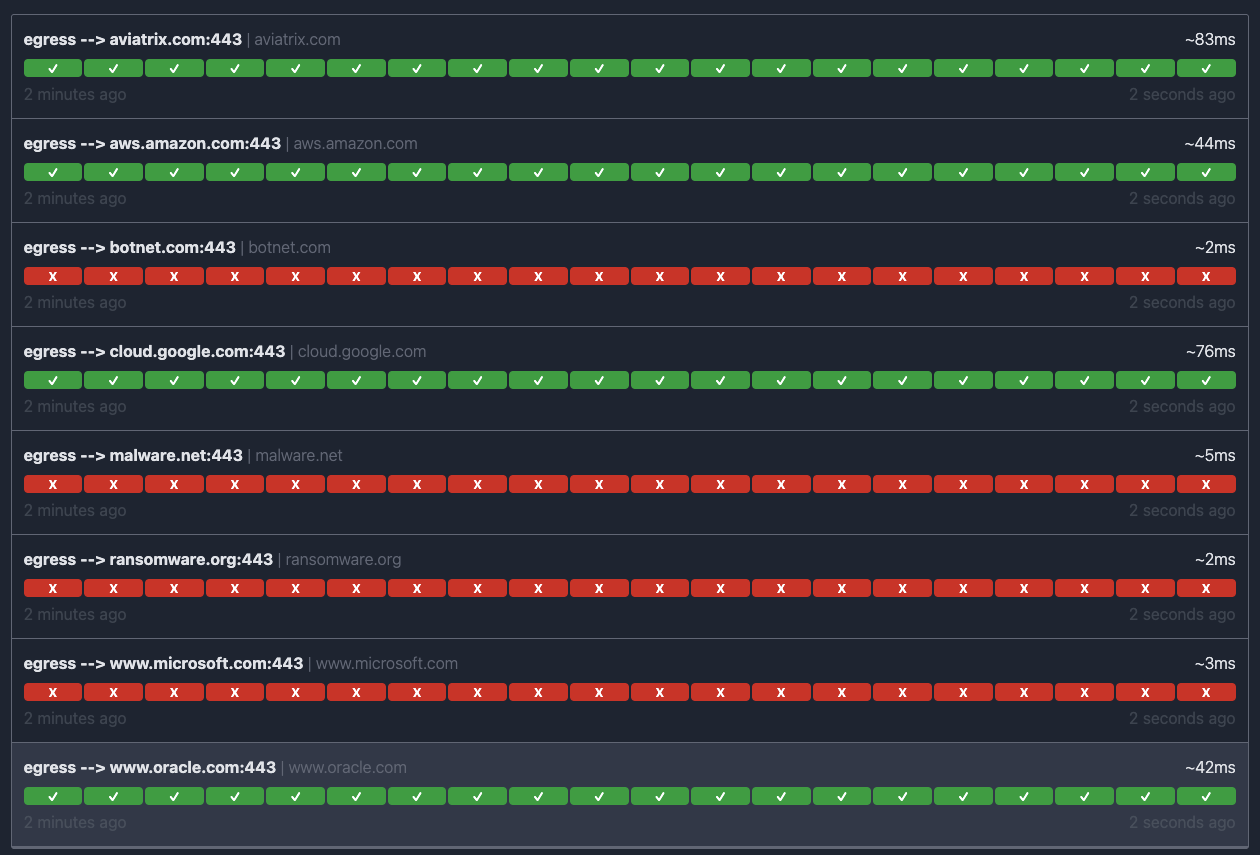 egress --> aviatrix.com:443 | aviatrix.com ~83ms
✓ ✓ ✓ ✓ ✓ ✓ ✓ ✓ ✓ ✓ ✓ ✓ ✓ ✓ ✓ ✓ ✓ ✓ ✓ ✓
2 minutes ago 2 seconds ago
egress --> aws.amazon.com:443 | aws.amazon.com ~44ms
✓ ✓ ✓ ✓ ✓ ✓ ✓ ✓ ✓ ✓ ✓ ✓ ✓ ✓ ✓ ✓ ✓ ✓ ✓ ✓
2 minutes ago 2 seconds ago
egress --> botnet.com:443 | botnet.com ~2ms
X X X X X X X X X X X X X X X X X X X X
2 minutes ago 2 seconds ago
egress --> cloud.google.com:443 | cloud.google.com ~76ms
✓ ✓ ✓ ✓ ✓ ✓ ✓ ✓ ✓ ✓ ✓ ✓ ✓ ✓ ✓ ✓ ✓ ✓ ✓ ✓
2 minutes ago 2 seconds ago
egress --> malware.net:443 | malware.net ~5ms
X X X X X X X X X X X X X X X X X X X X
2 minutes ago 2 seconds ago
egress --> ransomware.org:443 | ransomware.org ~2ms
X X X X X X X X X X X X X X X X X X X X
2 minutes ago 2 seconds ago
egress --> www.microsoft.com:443 | www.microsoft.com ~3ms
X X X X X X X X X X X X X X X X X X X X
2 minutes ago 2 seconds ago
egress --> www.oracle.com:443 | www.oracle.com ~42ms
✓ ✓ ✓ ✓ ✓ ✓ ✓ ✓ ✓ ✓ ✓ ✓ ✓ ✓ ✓ ✓ ✓ ✓ ✓ ✓
2 minutes ago 2 seconds ago